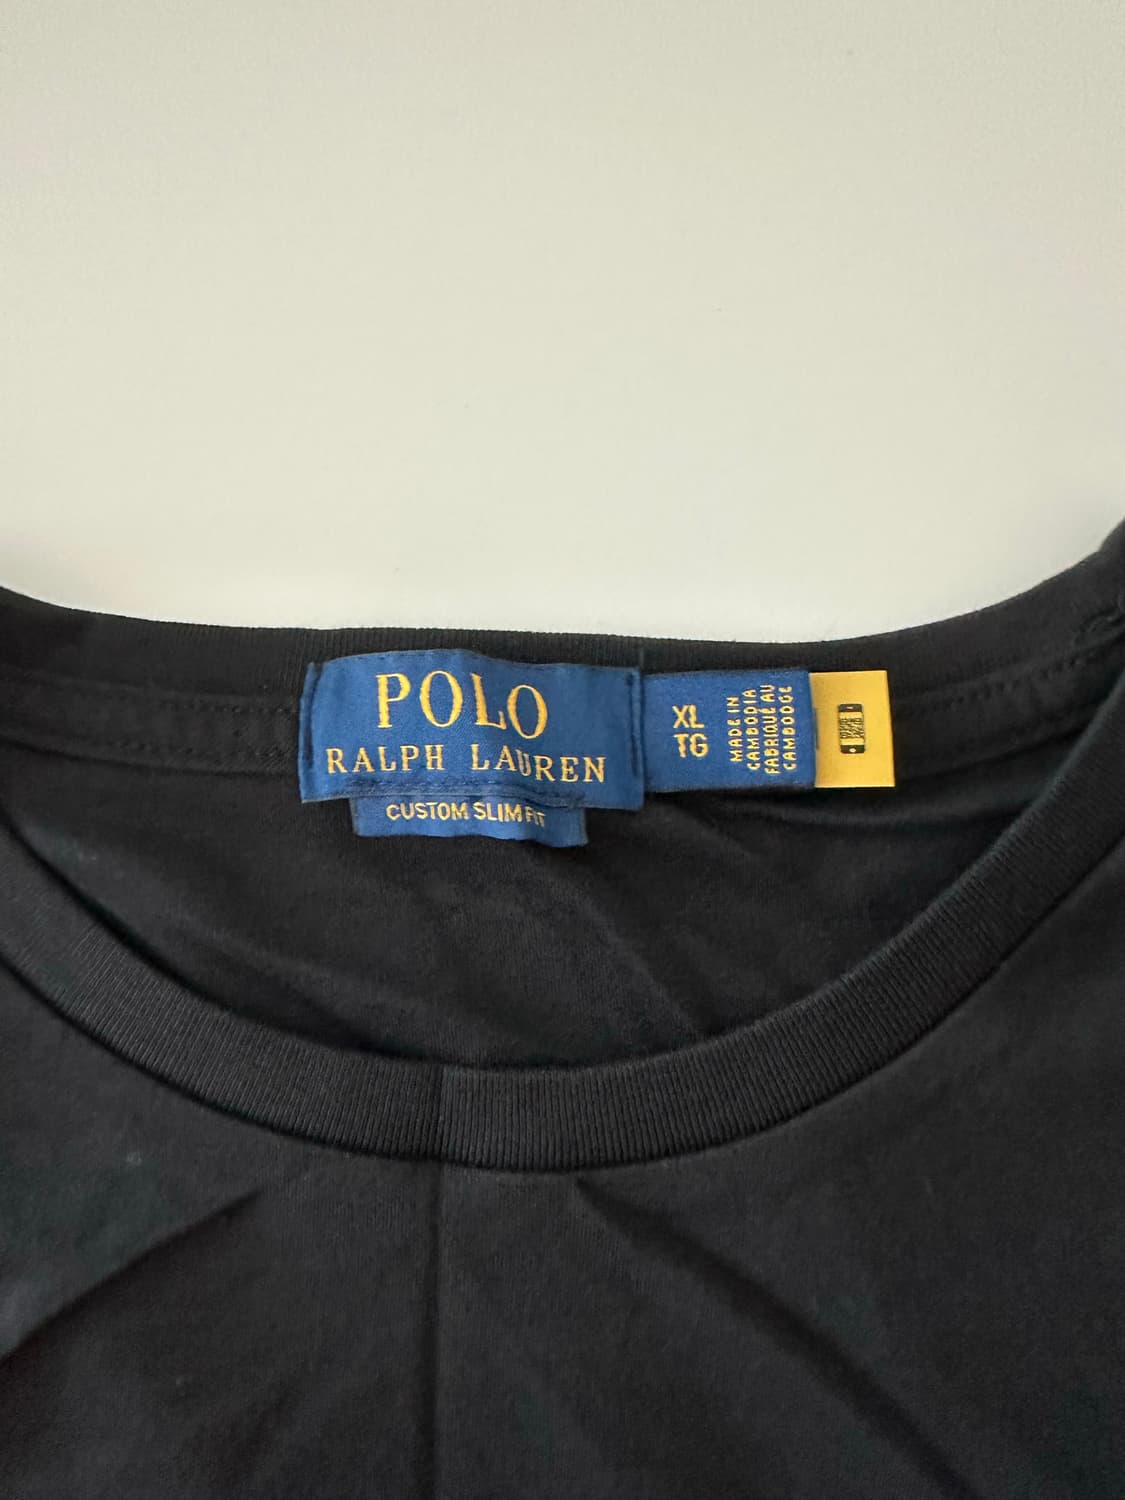 POLO
RALPH LAUREN
CUSTOM SLIM FIT
XL
TG
MADE IN
CAMBODIA
FABRIQUÉ AU
CAMBODGE